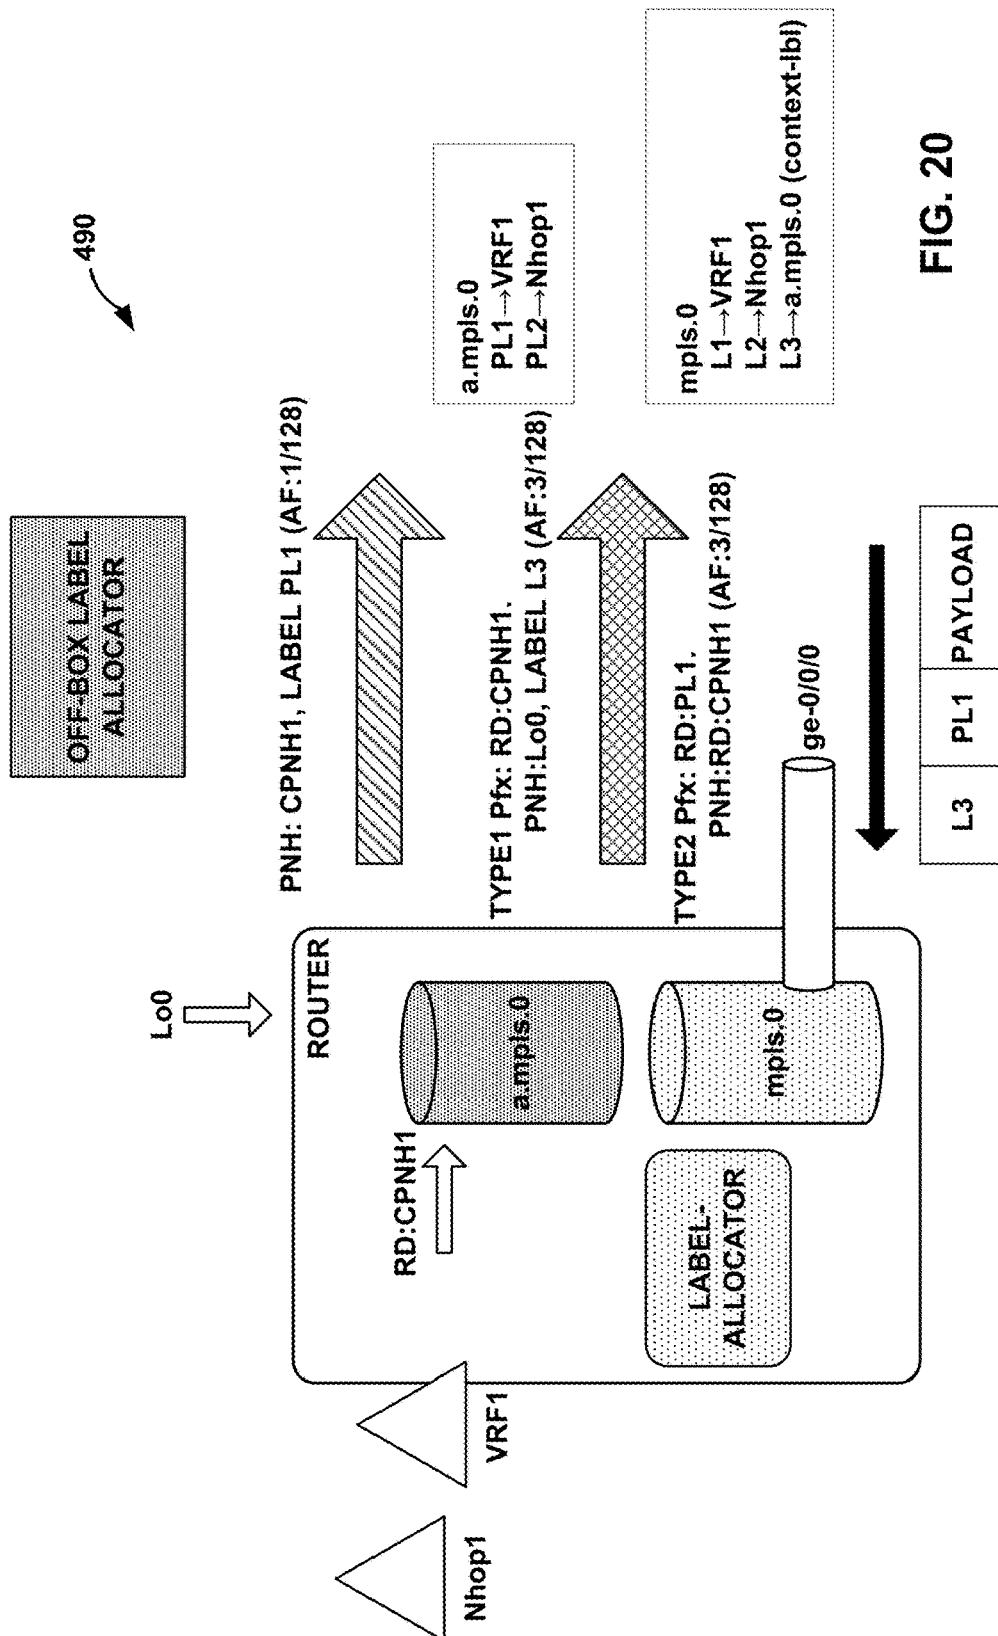 490
OFF-BOX LABEL
ALLOCATOR
PNH: CPNH1, LABEL PL1 (AF:1/128)
a.mpls.0
PL1→VRF1
PL2→Nhop1
TYPE1 Pfx: RD:CPNH1.
PNH:Lo0, LABEL L3 (AF:3/128)
mpls.0
L1→VRF1
L2→Nhop1
L3→a.mpls.0 (context-lbl)
TYPE2 Pfx: RD:PL1.
PNH:RD:CPNH1 (AF:3/128)
Lo0
ROUTER
RD:CPNH1
a.mpls.0
LABEL-
ALLOCATOR
mpls.0
ge-0/0/0
L3 PL1 PAYLOAD
Nhop1
VRF1
FIG. 20